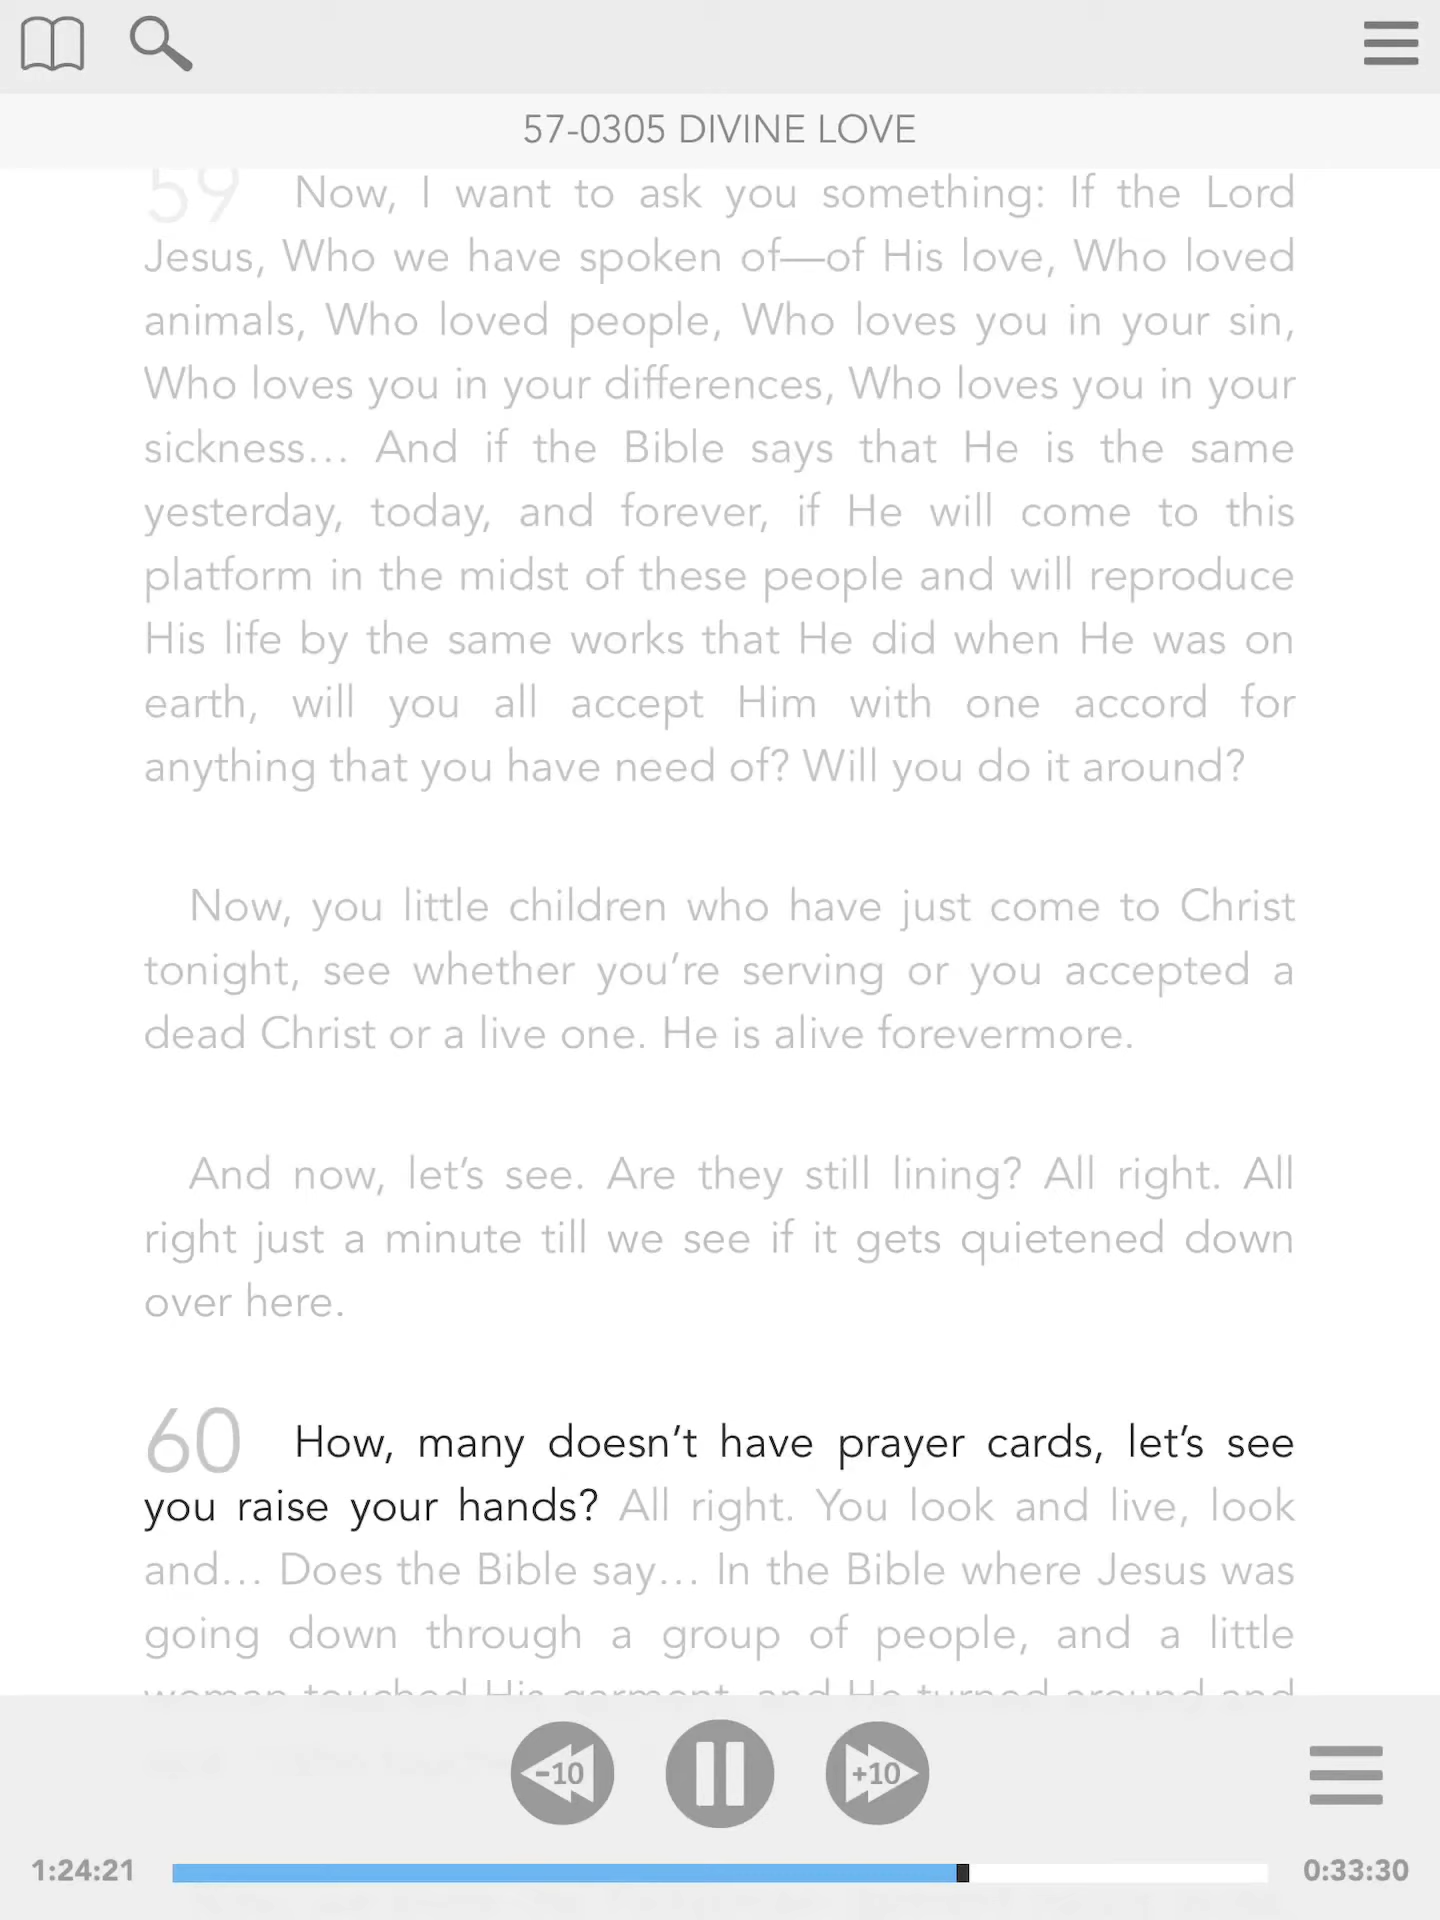 57-0305 DIVINE LOVE
59 Now, I want to ask you something: If the Lord
Jesus, Who we have spoken of—of His love, Who loved
animals, Who loved people, Who loves you in your sin,
Who loves you in your differences, Who loves you in your
sickness… And if the Bible says that He is the same
yesterday, today, and forever, if He will come to this
platform in the midst of these people and will reproduce
His life by the same works that He did when He was on
earth, will you all accept Him with one accord for
anything that you have need of? Will you do it around?
Now, you little children who have just come to Christ
tonight, see whether you’re serving or you accepted a
dead Christ or a live one. He is alive forevermore.
And now, let’s see. Are they still lining? All right. All
right just a minute till we see if it gets quietened down
over here.
60 How, many doesn’t have prayer cards, let’s see
you raise your hands? All right. You look and live, look
and… Does the Bible say… In the Bible where Jesus was
going down through a group of people, and a little
woman touched His garment, and He turned around and
-10
+10
1:24:21
0:33:30